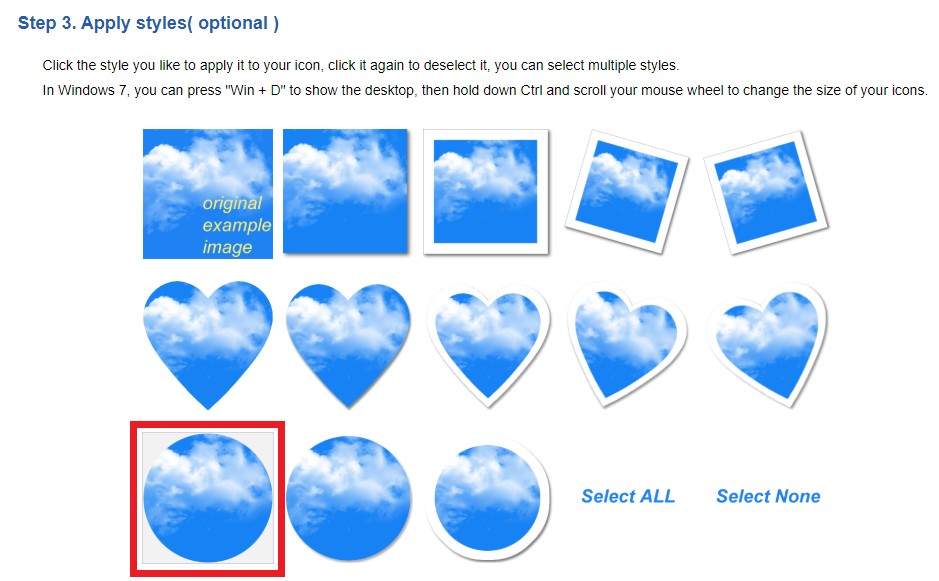 Step 3. Apply styles( optional )
Click the style you like to apply it to your icon, click it again to deselect it, you can select multiple styles.
In Windows 7, you can press "Win + D" to show the desktop, then hold down Ctrl and scroll your mouse wheel to change the size of your icons.
original
example
image
Select ALL Select None